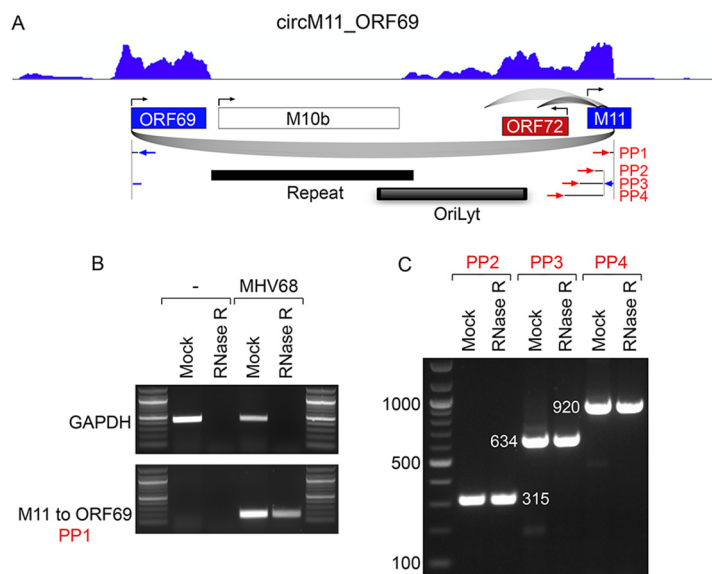 A
circM11_ORF69
ORF69
M10b
ORF72
M11
PP1
PP2
PP3
PP4
Repeat
OriLyt
B
- MHV68
Mock RNase R Mock RNase R
GAPDH
M11 to ORF69
PP1
C
PP2 PP3 PP4
Mock RNase R Mock RNase R Mock RNase R
1000
500
100
920
634
315